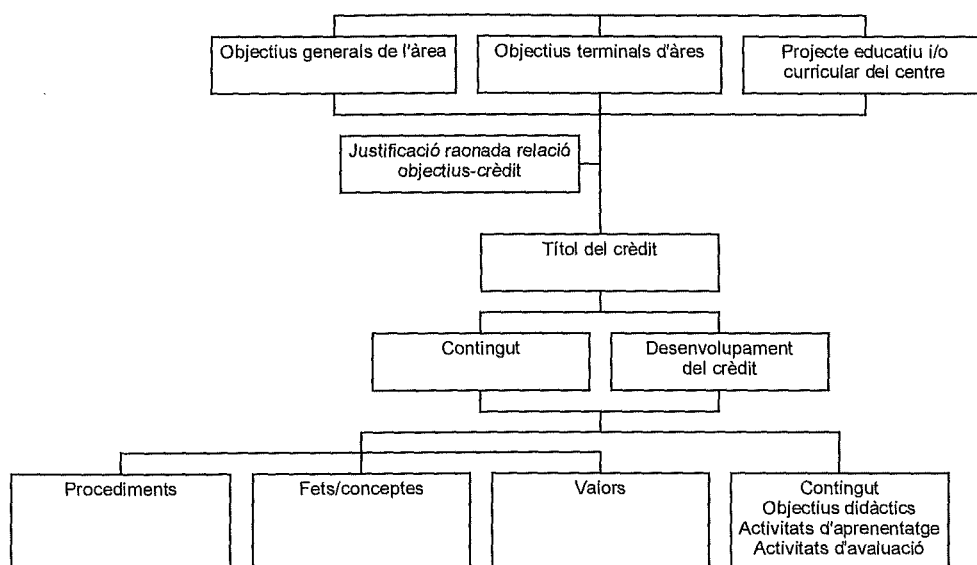 Objectius generals de l'àrea
Objectius terminals d'àres
Projecte educatiu i/o
curricular del centre
Justificació raonada relació
objectius-crèdit
Títol del crèdit
Contingut
Desenvolupament
del crèdit
Procediments
Fets/conceptes
Valors
Contingut
Objectius didàctics
Activitats d'aprenentatge
Activitats d'avaluació